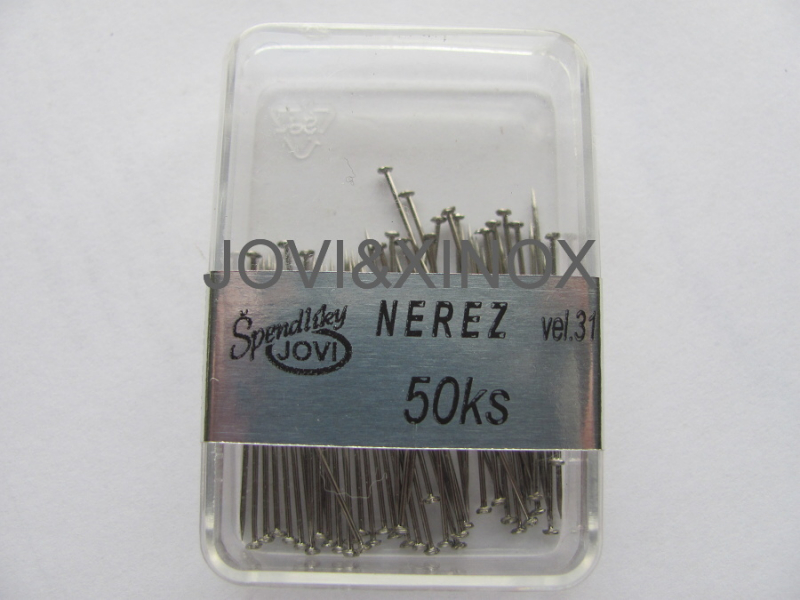 JOVI&XINOX
Špendlíky
JOVI
NEREZ
vel.31
50ks